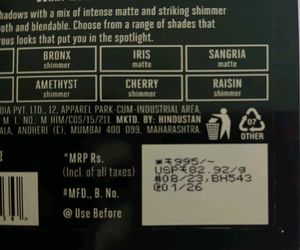 hadows with a mix of intense matte and striking shimmer
oth and blendable. Choose from a range of shades that
rous looks that put you in the spotlight.
BRONX IRIS SANGRIA
shimmer matte matte
AMETHYST CHERRY RAISIN
shimmer shimmer shimmer
DIA PVT. LTD., 12, APPAREL PARK-CUM-INDUSTRIAL AREA,
M L NO.: M HIM/COS/15/211 MKTD. BY: HINDUSTAN
ALA, ANDHERI (E), MUMBAI 400 099, MAHARASHTRA.
07
OTHER
*MRP Rs.
(Incl. of all taxes)
#MFD., B. No.
@ Use Before
*₹995/~
USP₹82.92/g
#08/23,BH543
@01/26